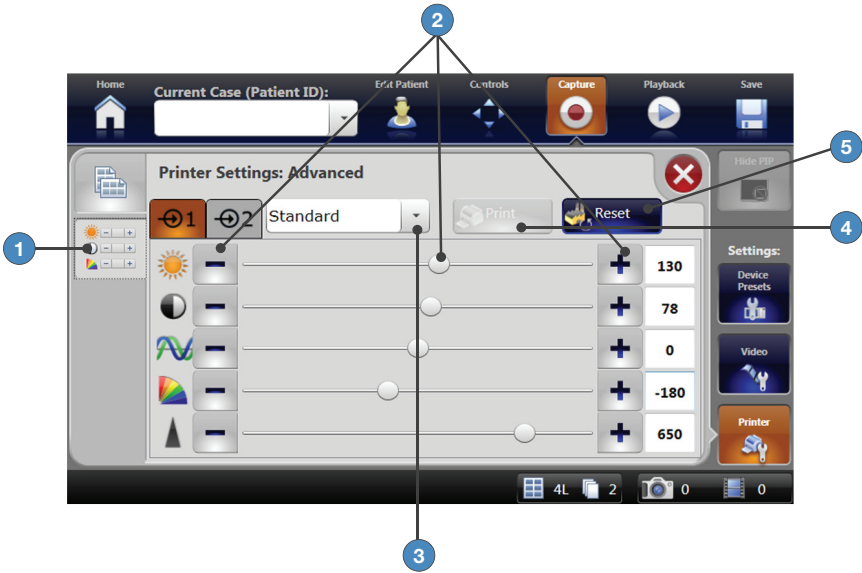 2
Home
Current Case (Patient ID):
Edit Patient
Controls
Capture
Playback
Save
5
Printer Settings: Advanced
Hide PIP
1
2
Standard
Print
Reset
4
1
Settings:
130
Device
Presets
78
Video
0
-180
Printer
650
4L
2
0
0
3